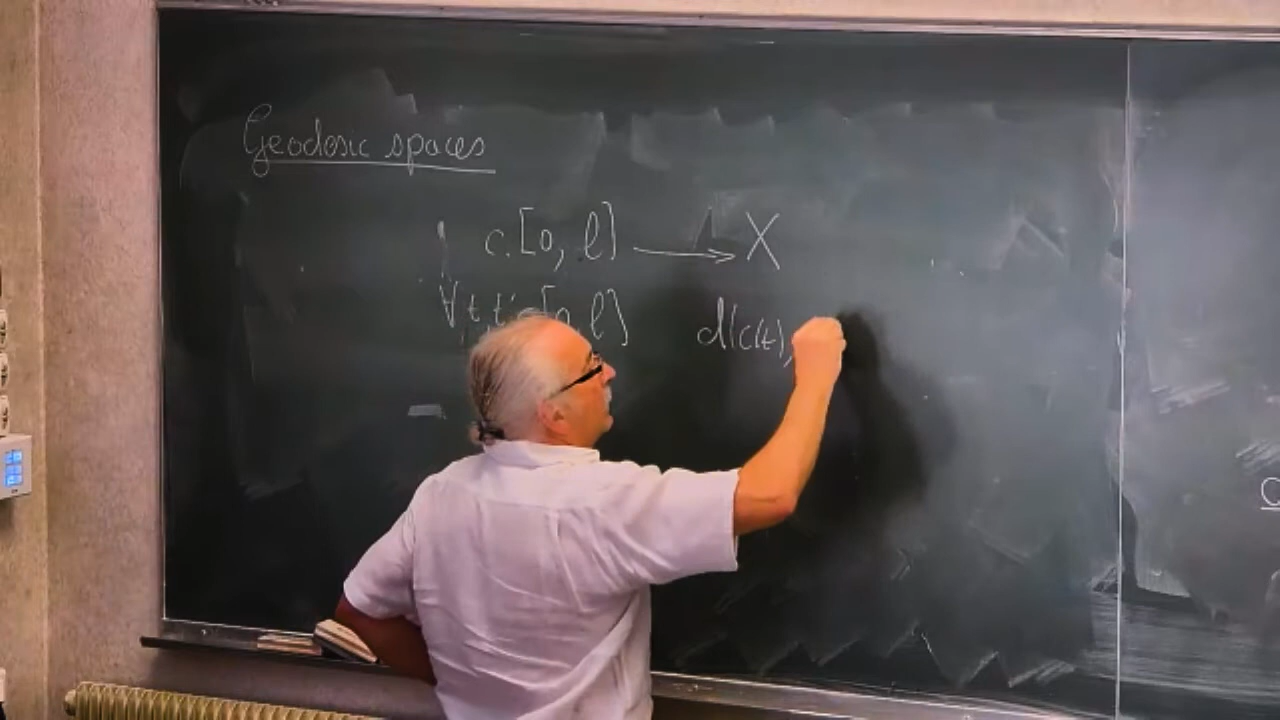 Geodesic spaces
c: [0, l] → X
∀ t, t' ∈ [0, l] d(c(t),